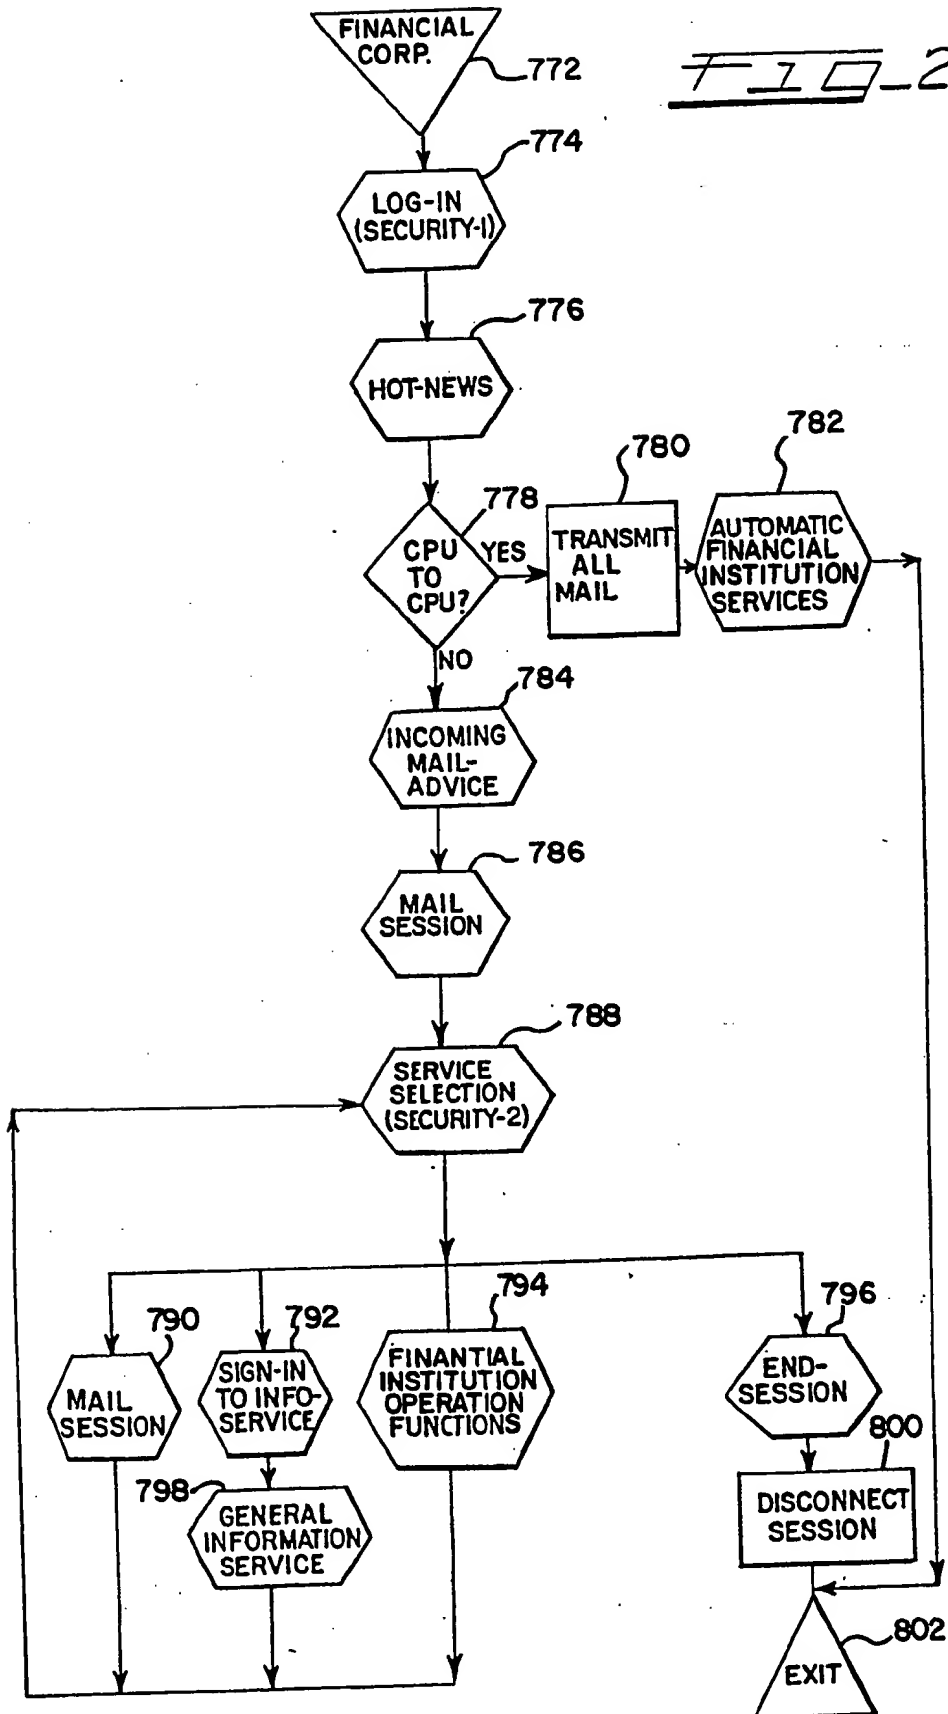 FINANCIAL
CORP.
772
FIG_2
774
LOG-IN
(SECURITY-1)
776
HOT-NEWS
778
CPU
TO
CPU?
YES
NO
780
TRANSMIT
ALL
MAIL
782
AUTOMATIC
FINANCIAL
INSTITUTION
SERVICES
784
INCOMING
MAIL-
ADVICE
786
MAIL
SESSION
788
SERVICE
SELECTION
(SECURITY-2)
790
MAIL
SESSION
792
SIGN-IN
TO INFO-
SERVICE
794
FINANTIAL
INSTITUTION
OPERATION
FUNCTIONS
796
END-
SESSION
798
GENERAL
INFORMATION
SERVICE
800
DISCONNECT
SESSION
802
EXIT